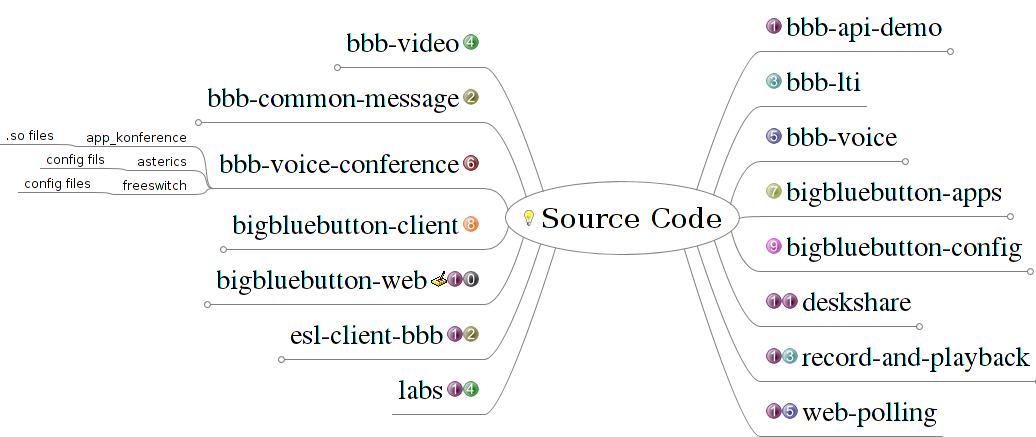 Source Code
1 bbb-api-demo
bbb-common-message 2
3 bbb-lti
bbb-video 4
5 bbb-voice
bbb-voice-conference 6
app_konference
.so files
asterics
config fils
freeswitch
config files
7 bigbluebutton-apps
bigbluebutton-client 8
9 bigbluebutton-config
bigbluebutton-web 10
11 deskshare
esl-client-bbb 12
13 record-and-playback
labs 14
15 web-polling